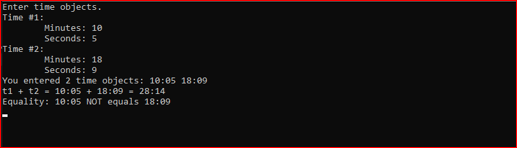 Enter time objects.
Time #1:
Minutes: 10
Seconds: 5
Time #2:
Minutes: 18
Seconds: 9
You entered 2 time objects: 10:05 18:09
t1 + t2 = 10:05 + 18:09 = 28:14
Equality: 10:05 NOT equals 18:09